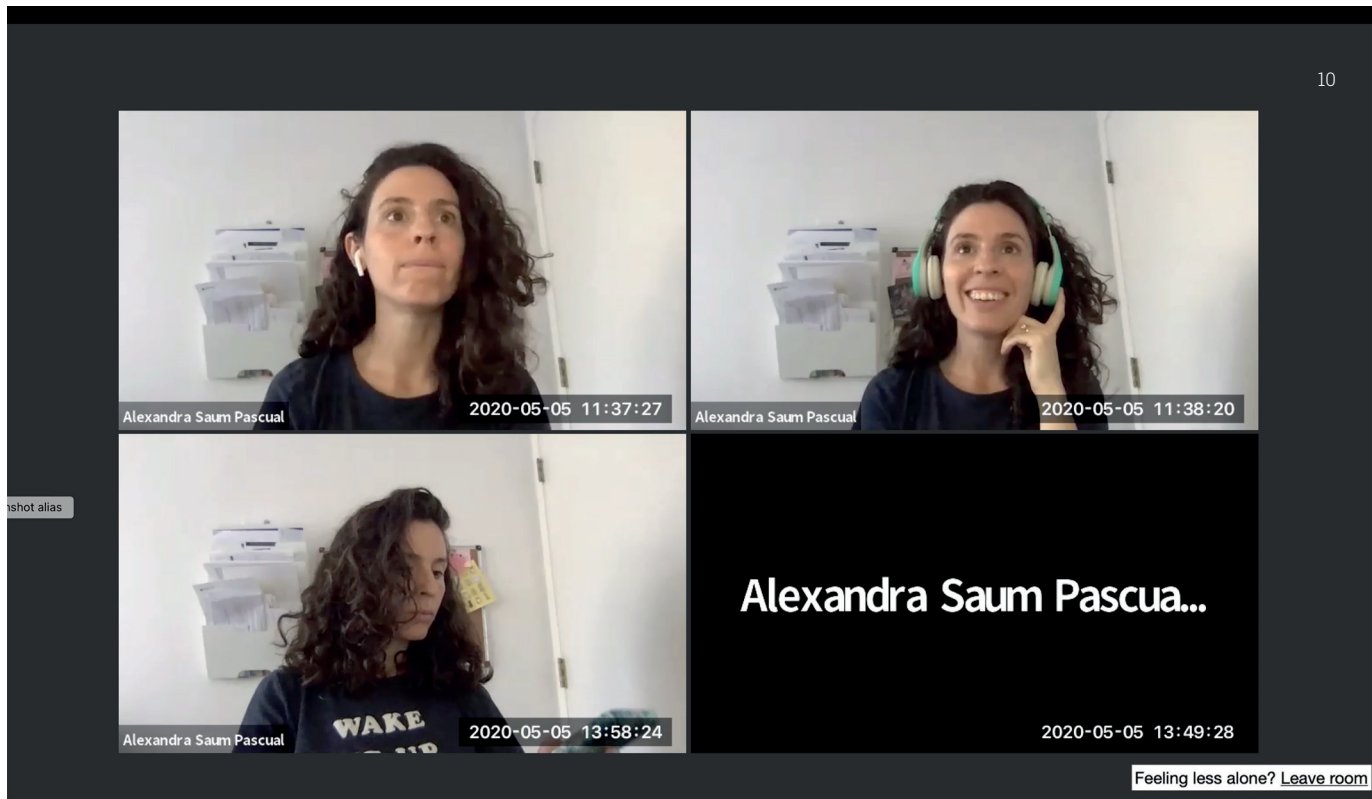 10
Alexandra Saum Pascual
2020-05-05 11:37:27
Alexandra Saum Pascual
2020-05-05 11:38:20
nshot alias
WAKE
Alexandra Saum Pascual
2020-05-05 13:58:24
Alexandra Saum Pascua...
2020-05-05 13:49:28
Feeling less alone? Leave room